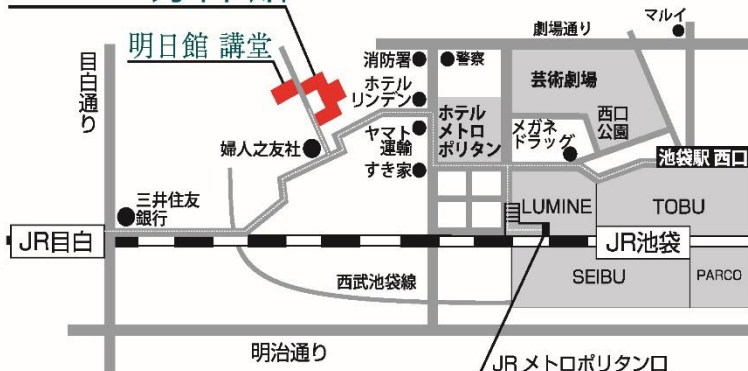 明日館 講堂
目白通り
消防署
警察
劇場通り
マルイ
ホテル
リンデン
ホテル
メトロ
ポリタン
芸術劇場
西口
公園
メガネ
ドラッグ
ヤマト
運輸
すき家
婦人之友社
池袋駅 西口
三井住友
銀行
LUMINE
TOBU
JR目白
JR池袋
西武池袋線
SEIBU
PARCO
明治通り
JR メトロポリタン口